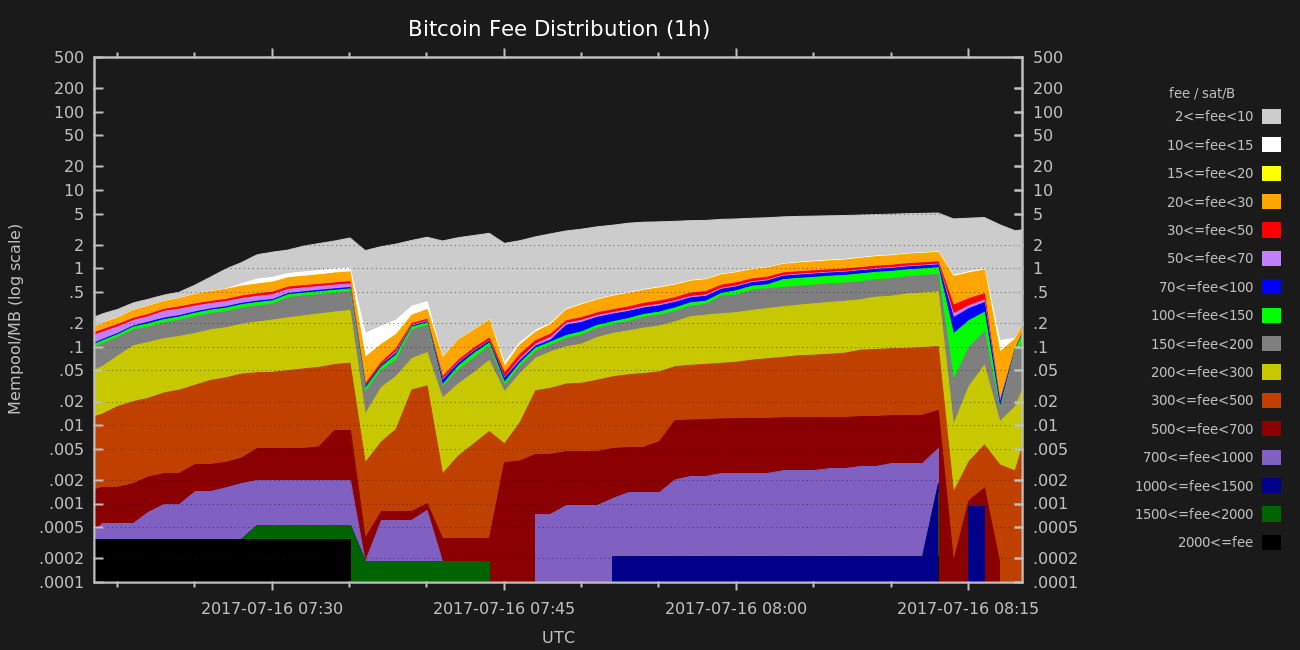 Bitcoin Fee Distribution (1h)
500 500
200 200
100 100
50 50
20 20
10 10
5 5
2 2
1 1
.5 .5
.2 .2
.1 .1
.05 .05
.02 .02
.01 .01
.005 .005
.002 .002
.001 .001
.0005 .0005
.0002 .0002
.0001 .0001
Mempool/MB (log scale)
2017-07-16 07:30 2017-07-16 07:45 2017-07-16 08:00 2017-07-16 08:15
UTC
fee / sat/B
2<=fee<10
10<=fee<15
15<=fee<20
20<=fee<30
30<=fee<50
50<=fee<70
70<=fee<100
100<=fee<150
150<=fee<200
200<=fee<300
300<=fee<500
500<=fee<700
700<=fee<1000
1000<=fee<1500
1500<=fee<2000
2000<=fee